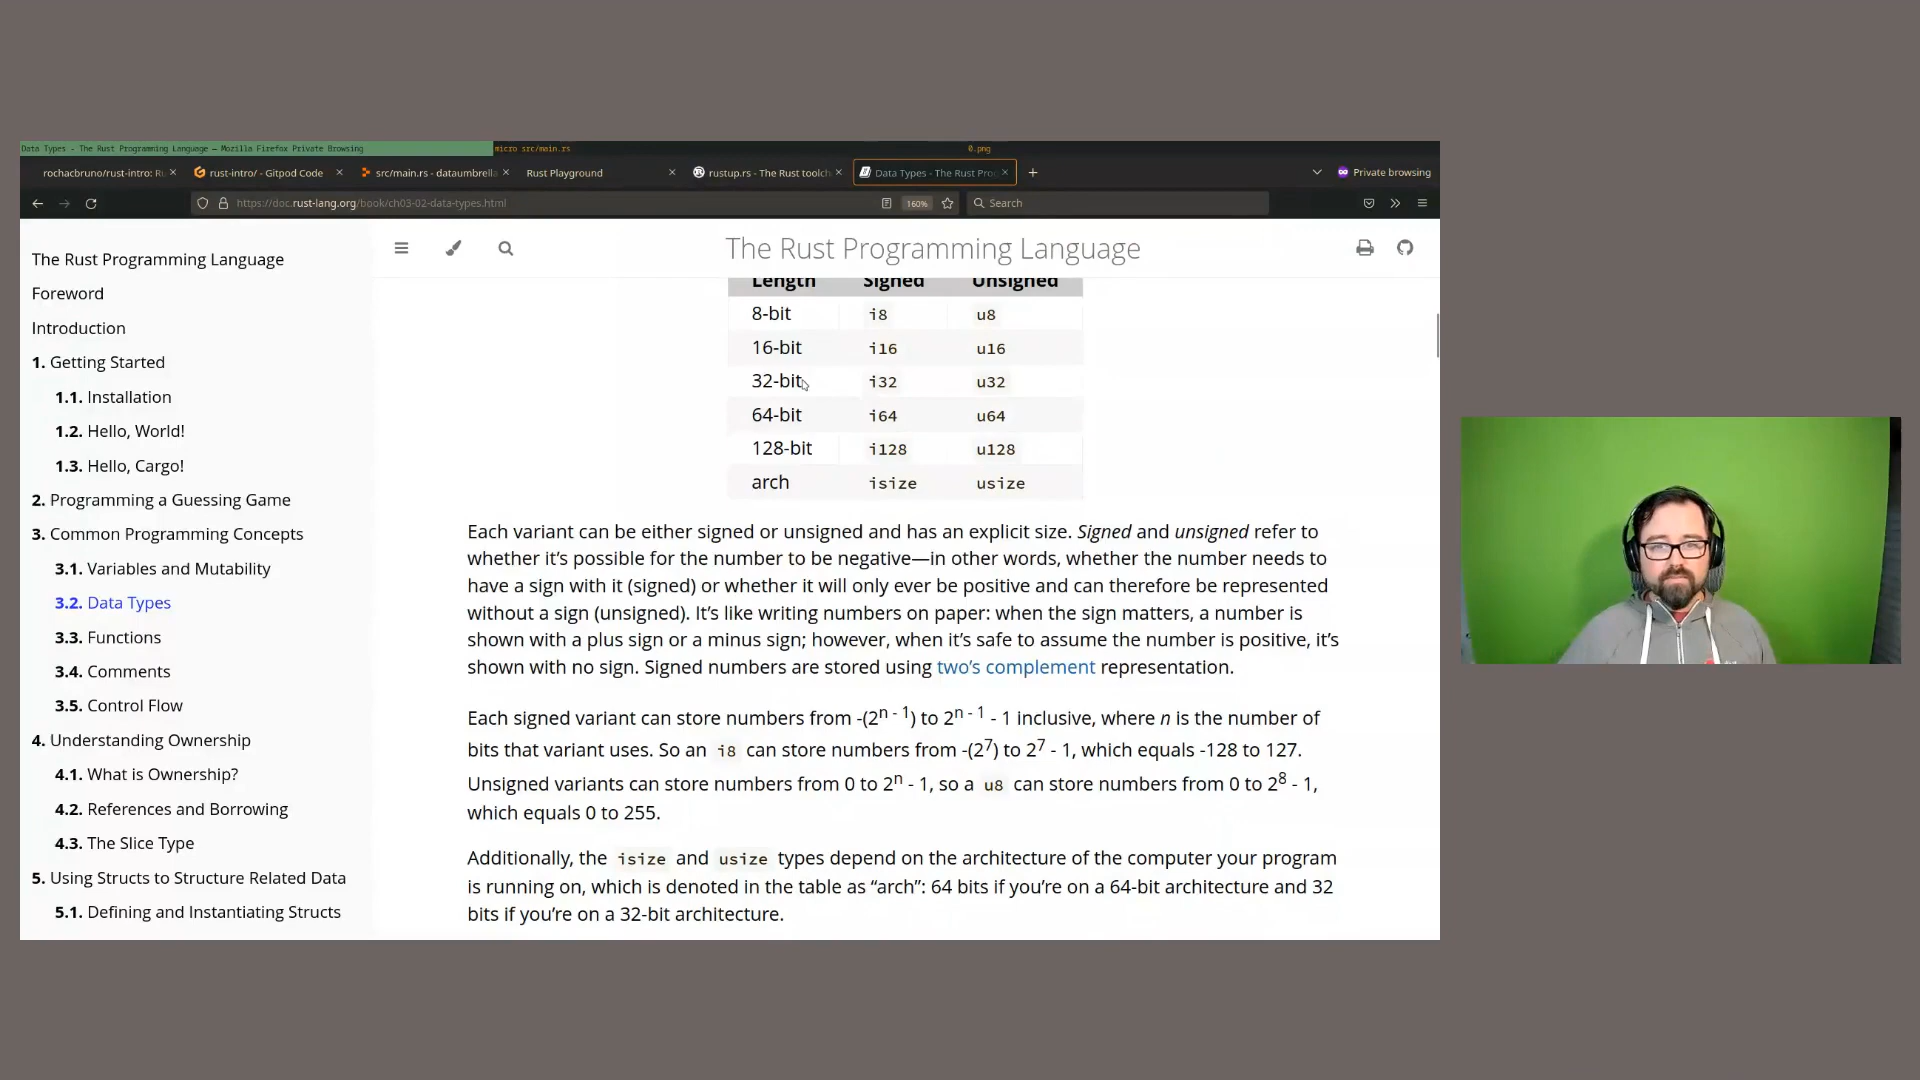 Data Types - The Rust Programming Language — Mozilla Firefox Private Browsing
micro src/main.rs
0.png
rochacbruno/rust-intro: Ru
rust-intro/ - Gitpod Code
src/main.rs - dataumbrella
Rust Playground
rustup.rs - The Rust toolch
Data Types - The Rust Pro
Private browsing
https://doc.rust-lang.org/book/ch03-02-data-types.html
160%
Search
The Rust Programming Language
Foreword
Introduction
1. Getting Started
1.1. Installation
1.2. Hello, World!
1.3. Hello, Cargo!
2. Programming a Guessing Game
3. Common Programming Concepts
3.1. Variables and Mutability
3.2. Data Types
3.3. Functions
3.4. Comments
3.5. Control Flow
4. Understanding Ownership
4.1. What is Ownership?
4.2. References and Borrowing
4.3. The Slice Type
5. Using Structs to Structure Related Data
5.1. Defining and Instantiating Structs
The Rust Programming Language
Length Signed Unsigned
8-bit i8 u8
16-bit i16 u16
32-bit i32 u32
64-bit i64 u64
128-bit i128 u128
arch isize usize
Each variant can be either signed or unsigned and has an explicit size. Signed and unsigned refer to
whether it’s possible for the number to be negative—in other words, whether the number needs to
have a sign with it (signed) or whether it will only ever be positive and can therefore be represented
without a sign (unsigned). It’s like writing numbers on paper: when the sign matters, a number is
shown with a plus sign or a minus sign; however, when it’s safe to assume the number is positive, it’s
shown with no sign. Signed numbers are stored using two’s complement representation.
Each signed variant can store numbers from -(2ⁿ ⁻ ¹) to 2ⁿ ⁻ ¹ - 1 inclusive, where n is the number of
bits that variant uses. So an i8 can store numbers from -(2⁷) to 2⁷ - 1, which equals -128 to 127.
Unsigned variants can store numbers from 0 to 2ⁿ - 1, so a u8 can store numbers from 0 to 2⁸ - 1,
which equals 0 to 255.
Additionally, the isize and usize types depend on the architecture of the computer your program
is running on, which is denoted in the table as “arch”: 64 bits if you’re on a 64-bit architecture and 32
bits if you’re on a 32-bit architecture.